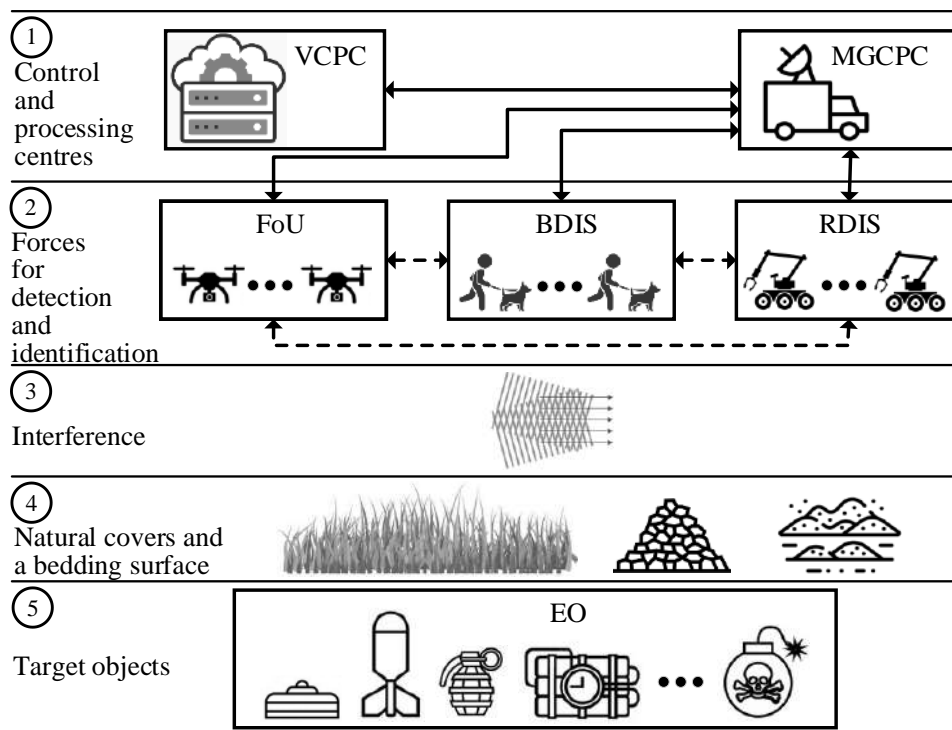 1
Control
and
processing
centres
VCPC
MGCPC
2
Forces
for
detection
and
identification
FoU
BDIS
RDIS
3
Interference
4
Natural covers and
a bedding surface
5
Target objects
EO